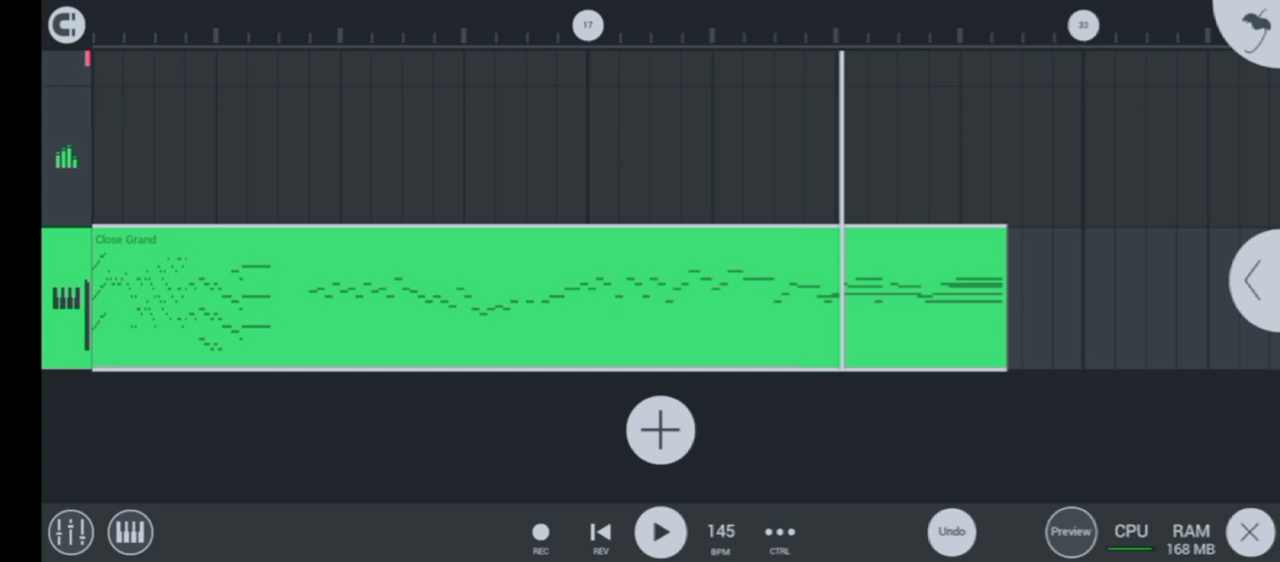 17
33
Close Grand
REC
REV
145
BPM
CTRL
Undo
Preview
CPU
RAM
168 MB